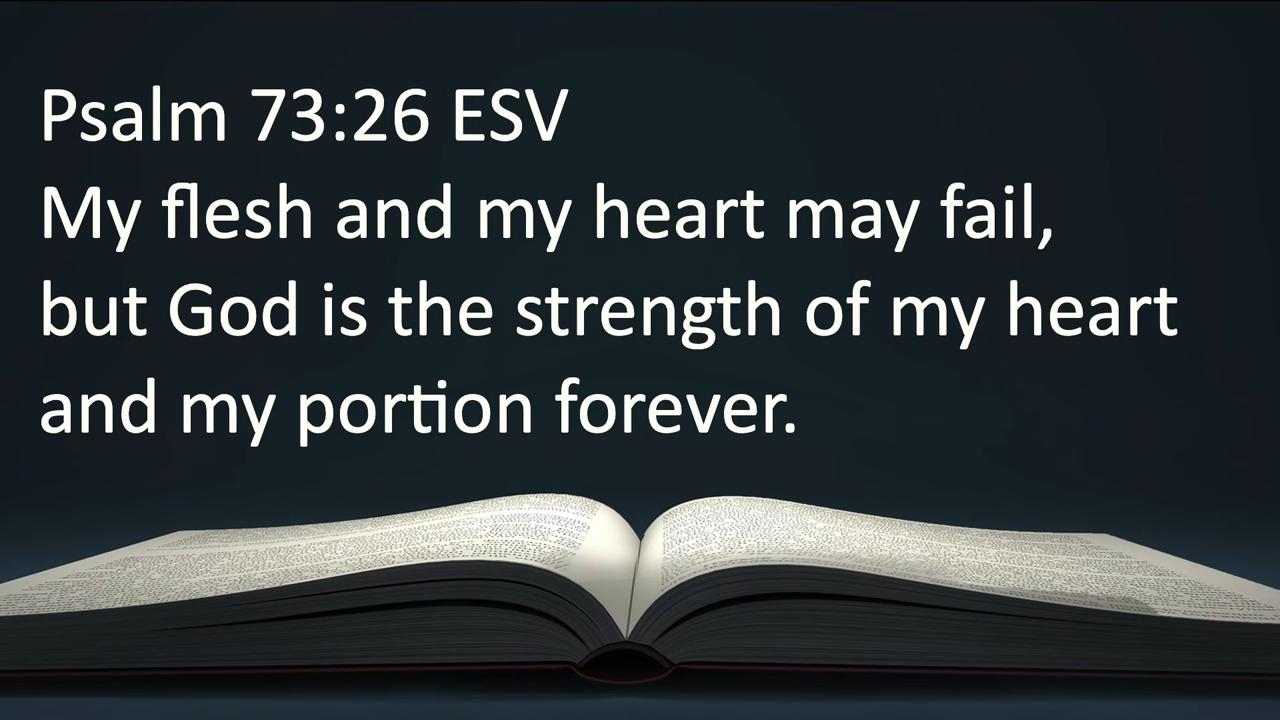 Psalm 73:26 ESV
My flesh and my heart may fail,
but God is the strength of my heart
and my portion forever.